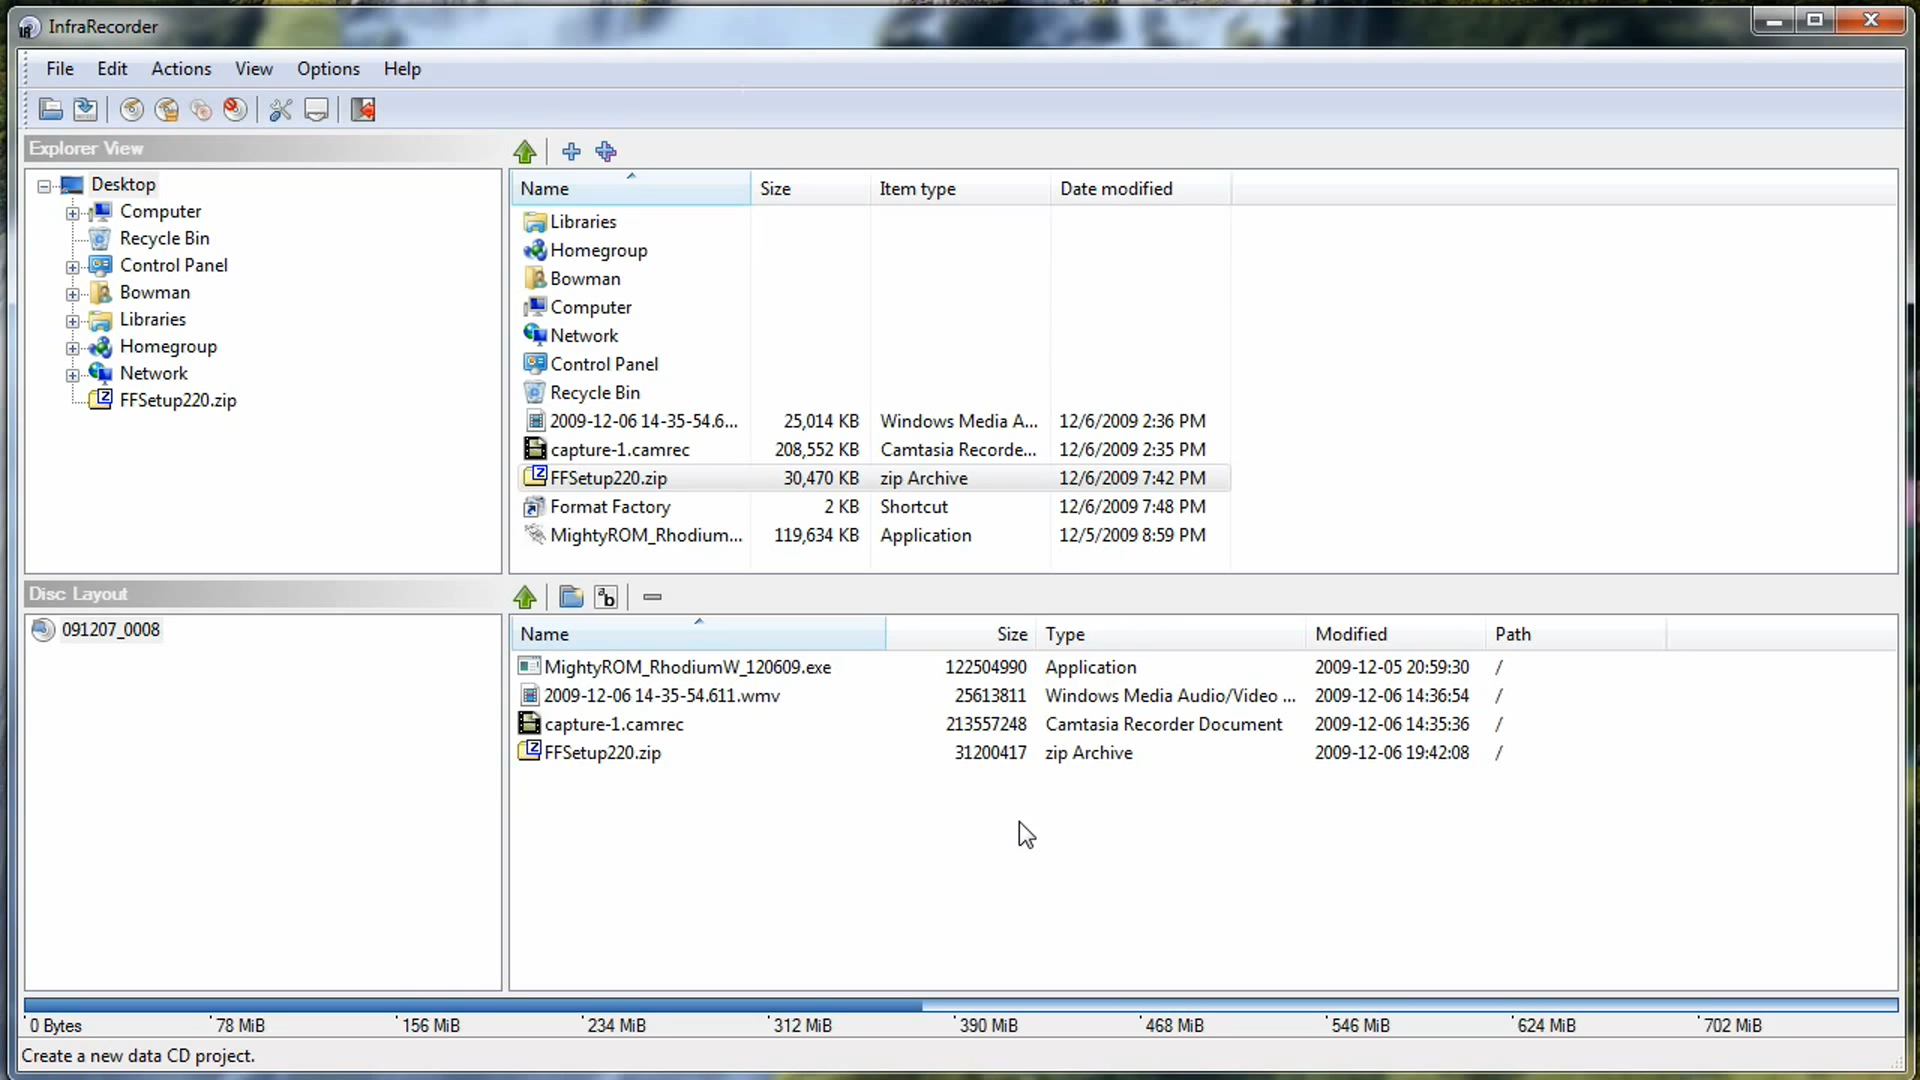 InfraRecorder
File Edit Actions View Options Help
Explorer View
Desktop
Computer
Recycle Bin
Control Panel
Bowman
Libraries
Homegroup
Network
FFSetup220.zip
Name Size Item type Date modified
Libraries
Homegroup
Bowman
Computer
Network
Control Panel
Recycle Bin
2009-12-06 14-35-54.6... 25,014 KB Windows Media A... 12/6/2009 2:36 PM
capture-1.camrec 208,552 KB Camtasia Recorde... 12/6/2009 2:35 PM
FFSetup220.zip 30,470 KB zip Archive 12/6/2009 7:42 PM
Format Factory 2 KB Shortcut 12/6/2009 7:48 PM
MightyROM_Rhodium... 119,634 KB Application 12/5/2009 8:59 PM
Disc Layout
091207_0008
Name Size Type Modified Path
MightyROM_RhodiumW_120609.exe 122504990 Application 2009-12-05 20:59:30 /
2009-12-06 14-35-54.611.wmv 25613811 Windows Media Audio/Video ... 2009-12-06 14:36:54 /
capture-1.camrec 213557248 Camtasia Recorder Document 2009-12-06 14:35:36 /
FFSetup220.zip 31200417 zip Archive 2009-12-06 19:42:08 /
0 Bytes 78 MiB 156 MiB 234 MiB 312 MiB 390 MiB 468 MiB 546 MiB 624 MiB 702 MiB
Create a new data CD project.